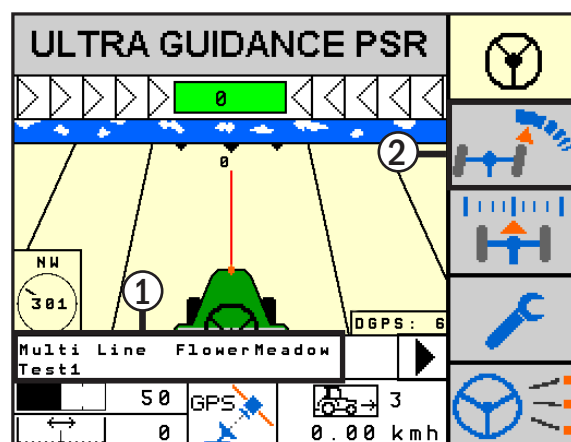 ULTRA GUIDANCE PSR
0
2
0
NW
301
1
DGPS: 6
Multi Line FlowerMeadow
Test1
50
GPS
3
0
0.00 kmh